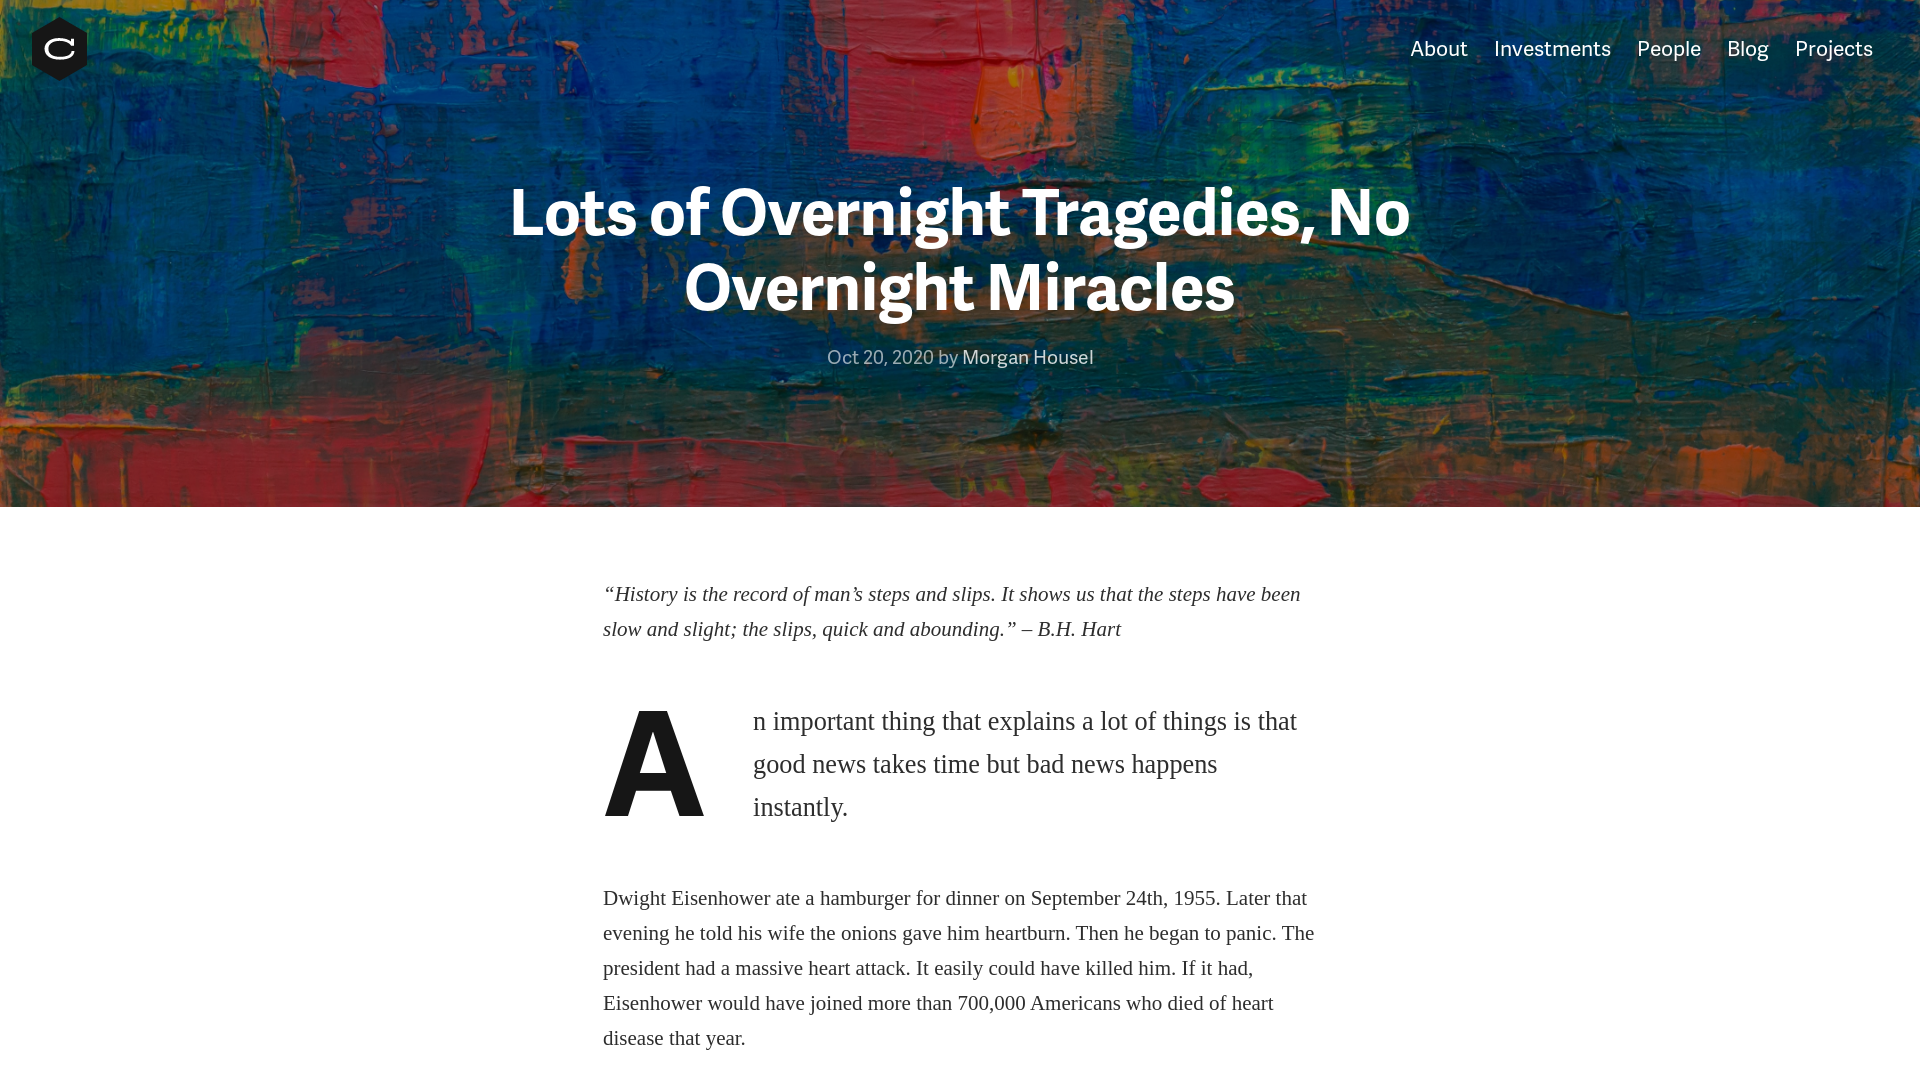 C
About Investments People Blog Projects
Lots of Overnight Tragedies, No
Overnight Miracles
Oct 20, 2020 by Morgan Housel
“History is the record of man’s steps and slips. It shows us that the steps have been
slow and slight; the slips, quick and abounding.” – B.H. Hart
An important thing that explains a lot of things is that
good news takes time but bad news happens
instantly.
Dwight Eisenhower ate a hamburger for dinner on September 24th, 1955. Later that
evening he told his wife the onions gave him heartburn. Then he began to panic. The
president had a massive heart attack. It easily could have killed him. If it had,
Eisenhower would have joined more than 700,000 Americans who died of heart
disease that year.